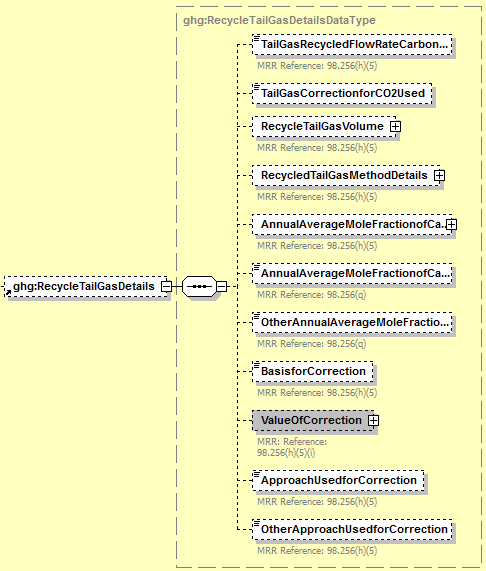 ghg:RecycleTailGasDetailsDataType
TailGasRecycledFlowRateCarbon...
MRR Reference: 98.256(h)(5)
TailGasCorrectionforCO2Used
RecycleTailGasVolume
MRR Reference: 98.256(h)(5)
RecycledTailGasMethodDetails
MRR Reference: 98.256(h)(5)
AnnualAverageMoleFractionofCa...
MRR Reference: 98.256(h)(5)
ghg:RecycleTailGasDetails
AnnualAverageMoleFractionofCa...
MRR Reference: 98.256(q)
OtherAnnualAverageMoleFractio...
MRR Reference: 98.256(q)
BasisforCorrection
MRR Reference: 98.256(h)(5)
ValueOfCorrection
MRR: Reference:
98.256(h)(5)(i)
ApproachUsedforCorrection
MRR Reference: 98.256(h)(5)
OtherApproachUsedforCorrection
MRR Reference: 98.256(h)(5)